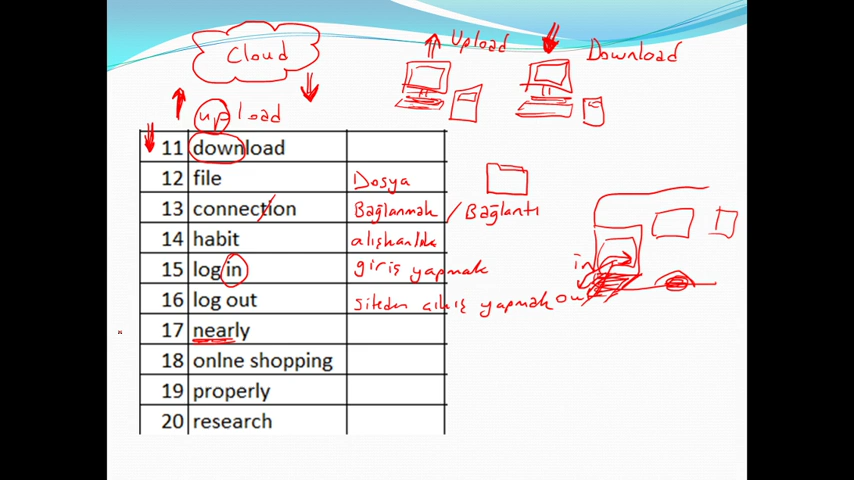 Cloud
Upload
Download
upload
11 download
12 file Dosya
13 connection Bağlanmak / Bağlantı
14 habit alışkanlık
15 log in giriş yapmak
in
16 log out siteden çıkış yapmak
out
17 nearly
18 onlne shopping
19 properly
20 research